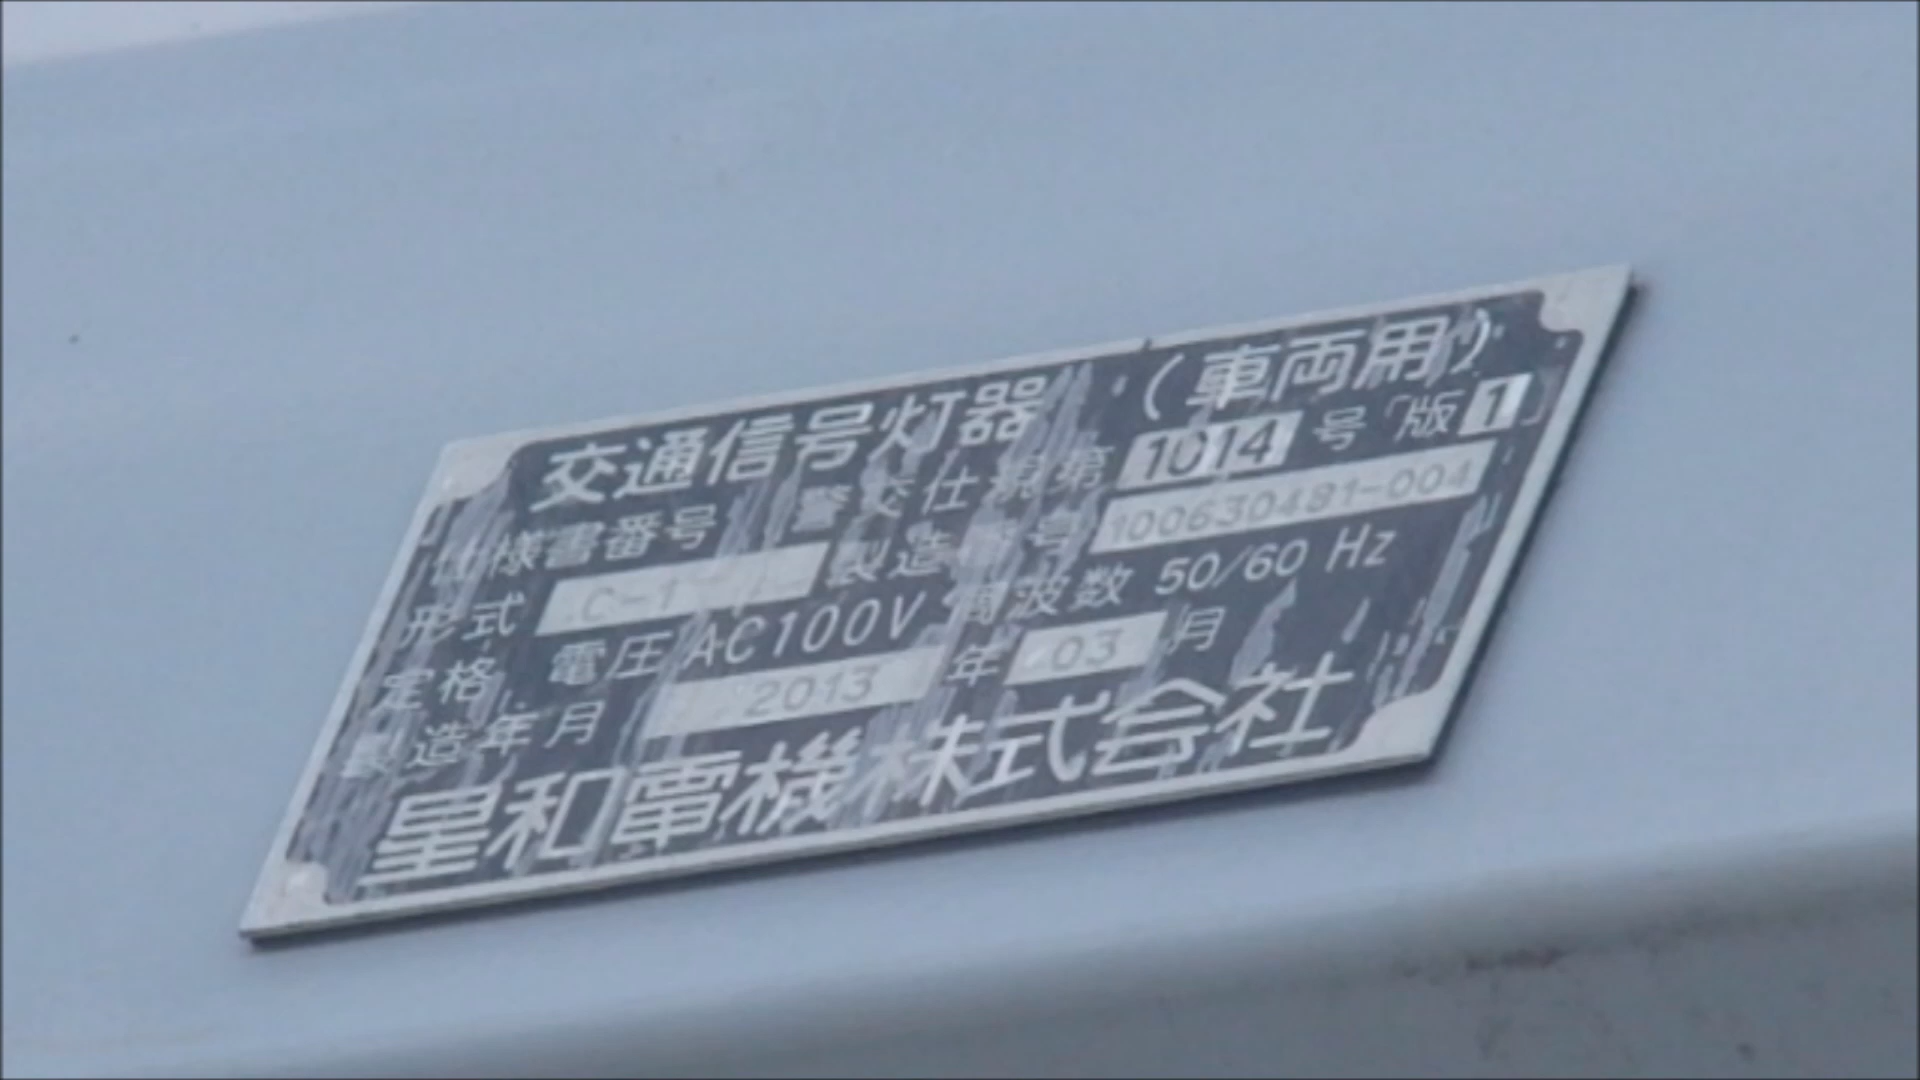 交通信号灯器 （車両用）
仕様書番号 警交仕規第 1014 号「版 1」
形式 C-1 製造番号 100630481-004
定格 電圧 AC100V 周波数 50/60 Hz
製造年月 2013 年 03 月
星和電機株式会社